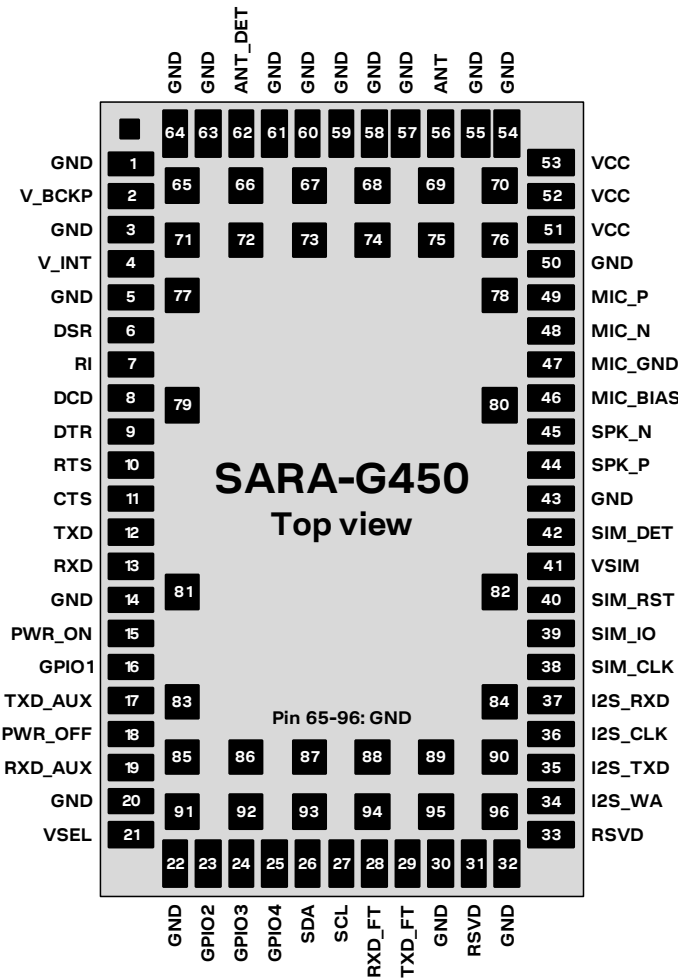 GND GND ANT_DET GND GND GND GND GND ANT GND GND
64 63 62 61 60 59 58 57 56 55 54
GND 1 53 VCC
65 66 67 68 69 70
V_BCKP 2 52 VCC
GND 3 51 VCC
71 72 73 74 75 76
V_INT 4 50 GND
GND 5 77 78 49 MIC_P
DSR 6 48 MIC_N
RI 7 47 MIC_GND
DCD 8 79 80 46 MIC_BIAS
DTR 9 45 SPK_N
RTS 10 44 SPK_P
SARA-G450
CTS 11 43 GND
Top view
TXD 12 42 SIM_DET
RXD 13 41 VSIM
GND 14 81 82 40 SIM_RST
PWR_ON 15 39 SIM_IO
GPIO1 16 38 SIM_CLK
TXD_AUX 17 83 84 37 I2S_RXD
Pin 65-96: GND
PWR_OFF 18 36 I2S_CLK
85 86 87 88 89 90
RXD_AUX 19 35 I2S_TXD
GND 20 34 I2S_WA
91 92 93 94 95 96
VSEL 21 33 RSVD
22 23 24 25 26 27 28 29 30 31 32
GND GPIO2 GPIO3 GPIO4 SDA SCL RXD_FT TXD_FT GND RSVD GND